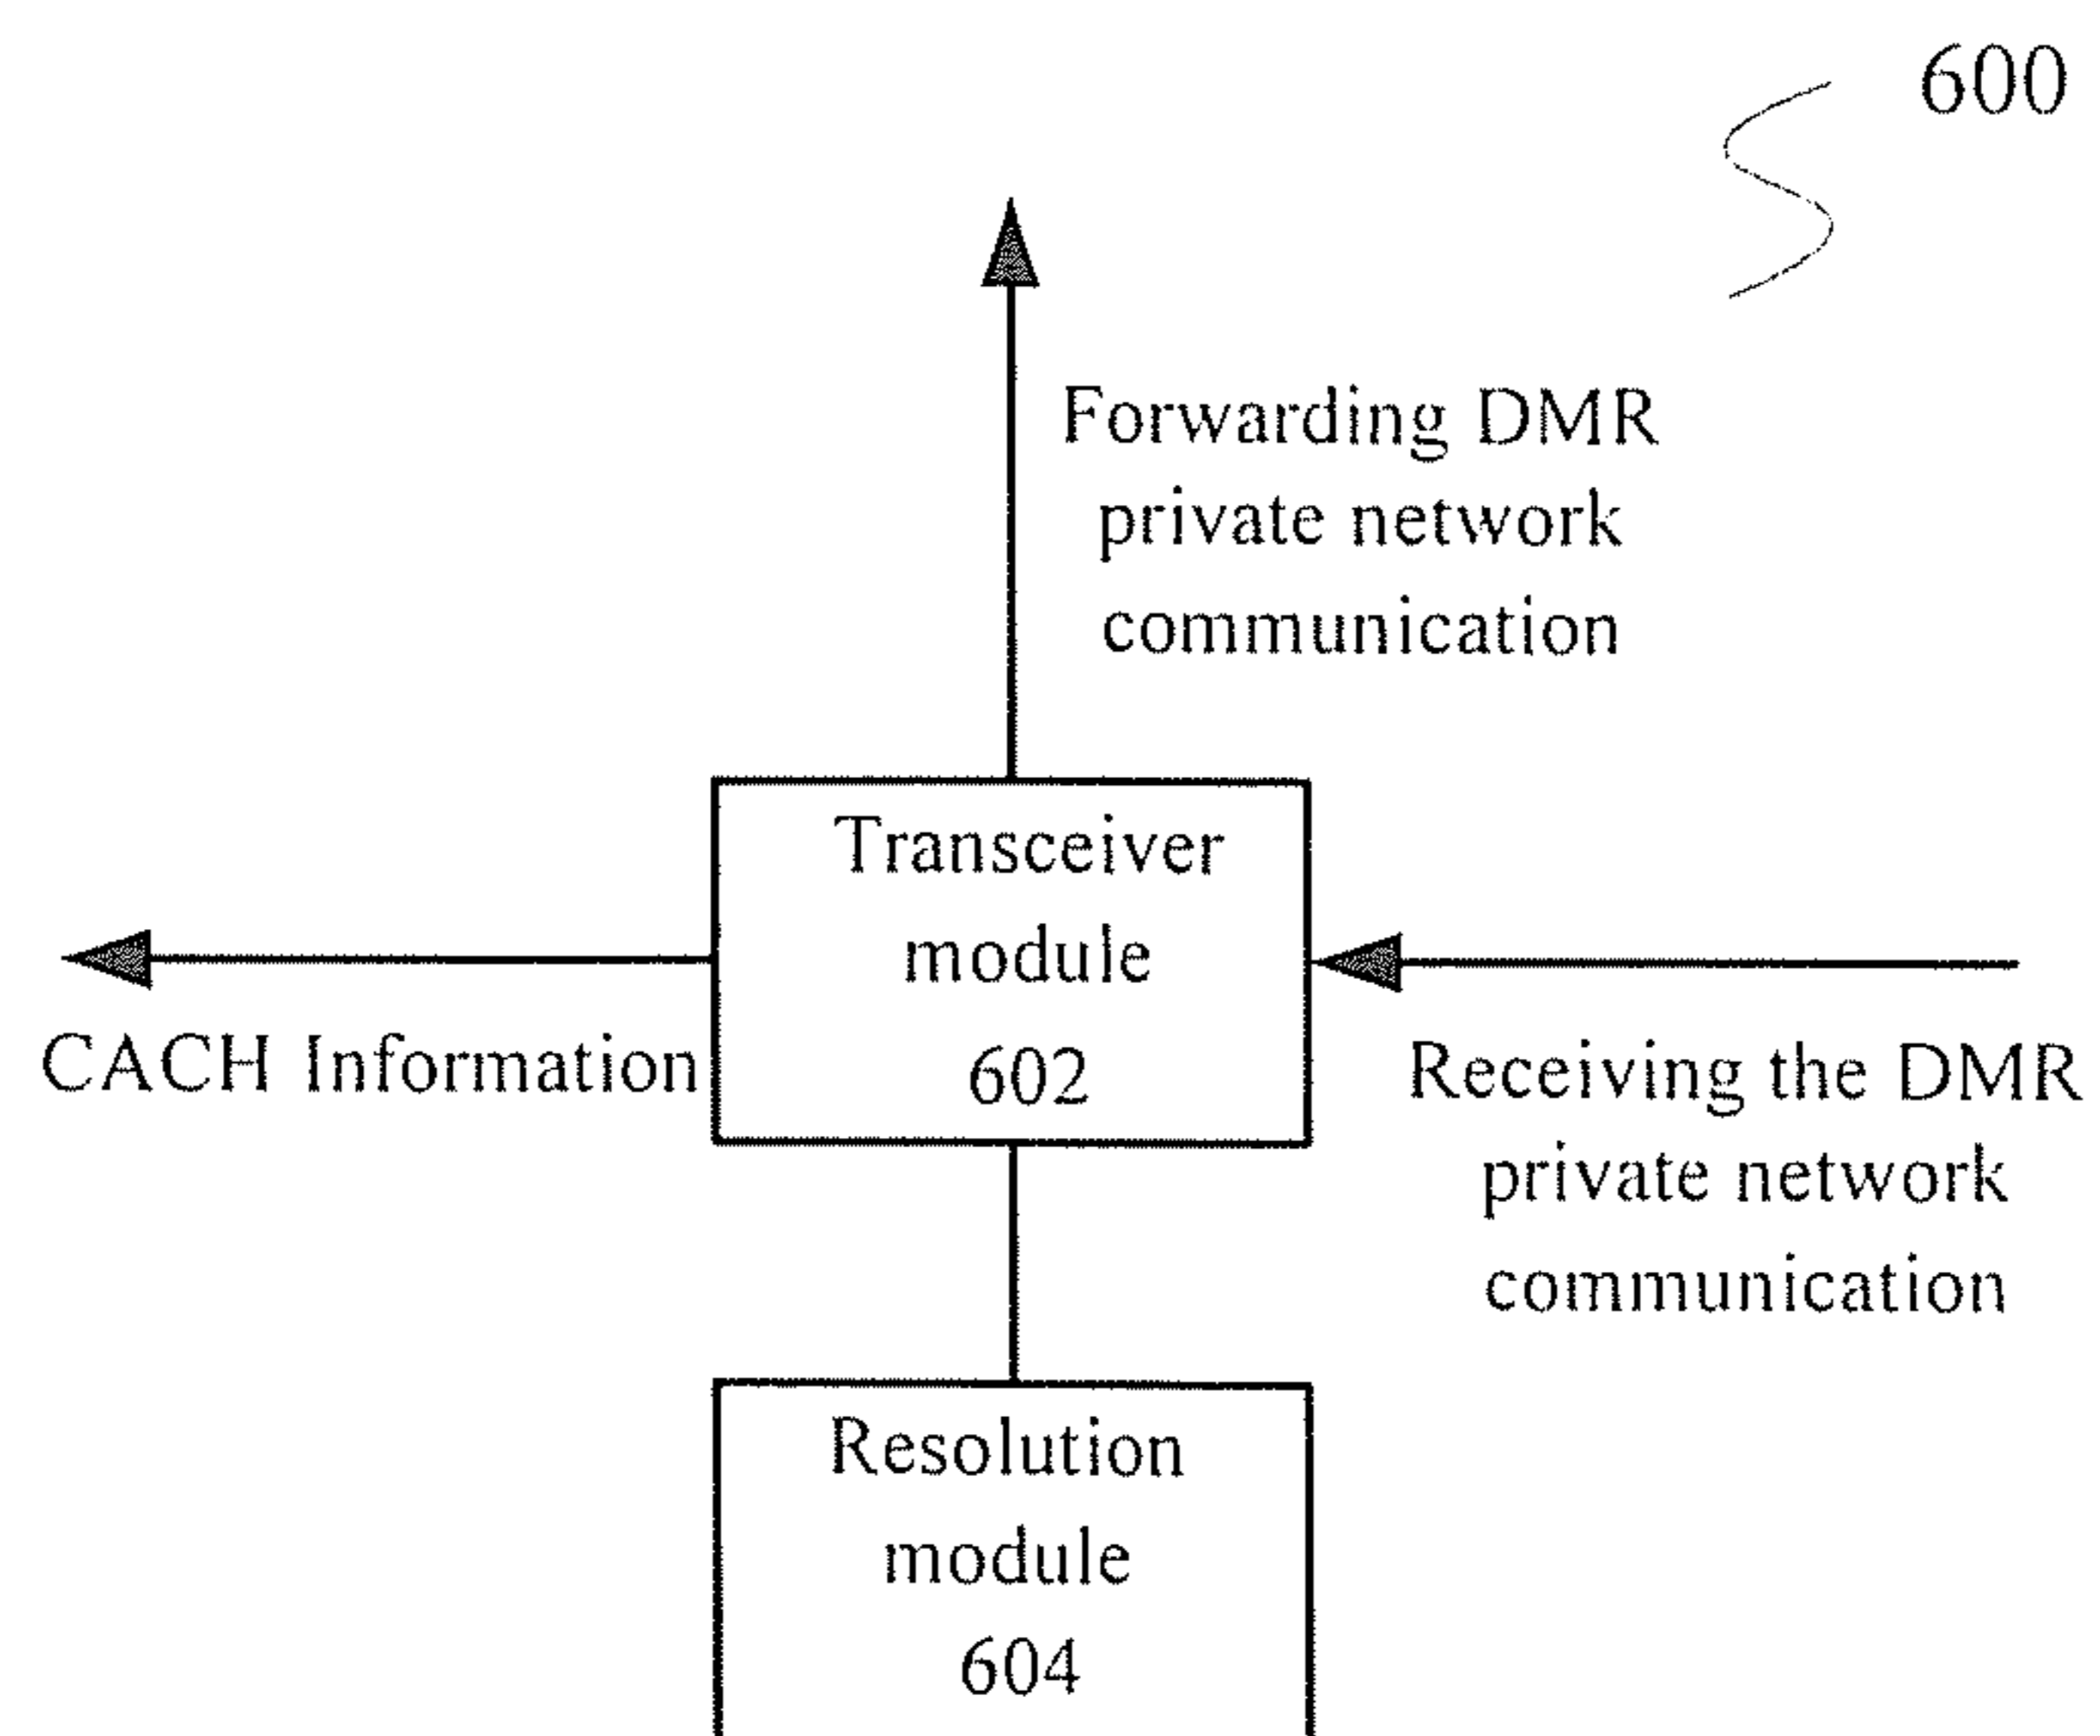 600
Forwarding DMR
private network
communication
Transceiver
module
602
CACH Information
Receiving the DMR
private network
communication
Resolution
module
604